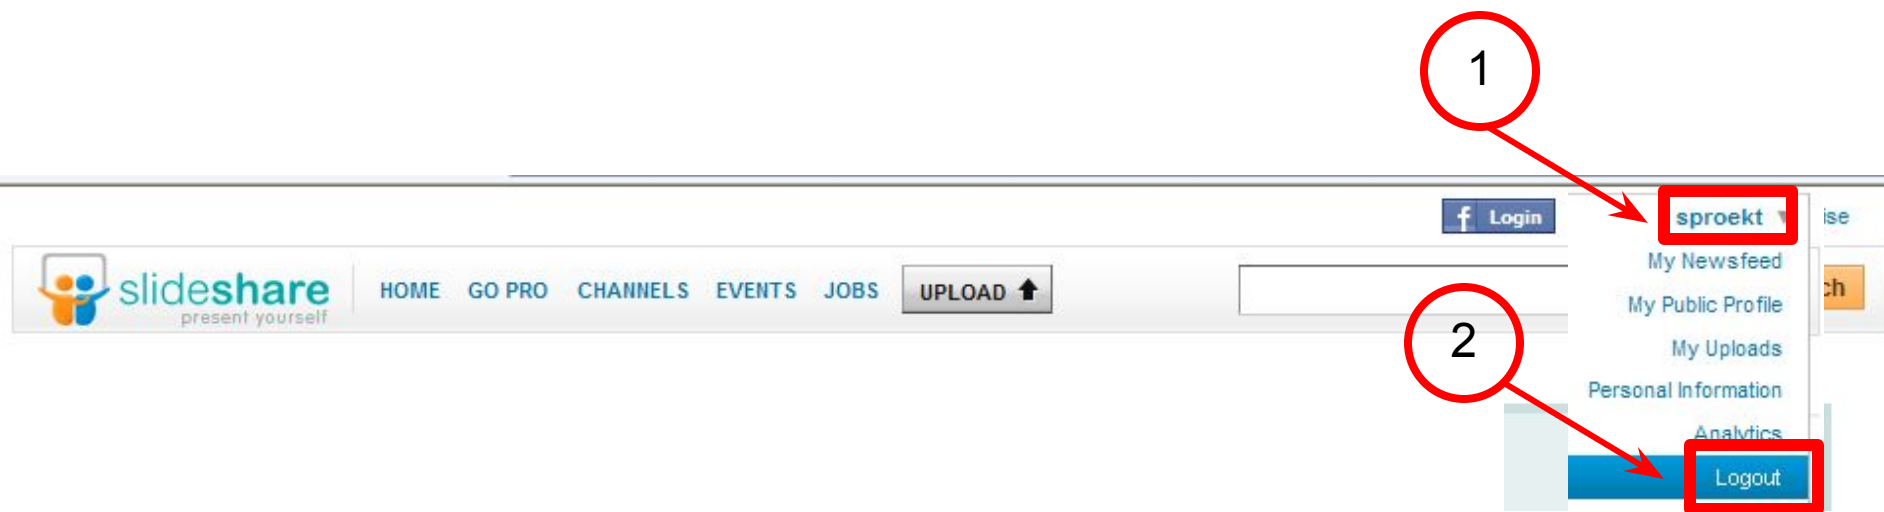 1
f Login
sproekt
ise
slideshare
present yourself
HOME GO PRO CHANNELS EVENTS JOBS UPLOAD
ch
My Newsfeed
My Public Profile
2
My Uploads
Personal Information
Analytics
Logout